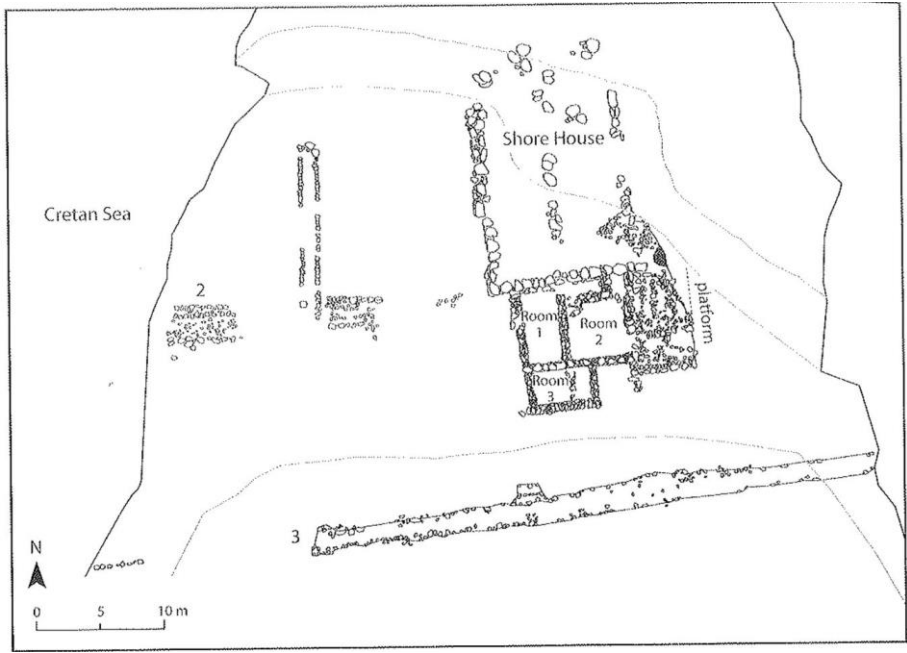 Shore House
Cretan Sea
2
platform
Room
1
Room
2
Room
3
3
N
0 5 10 m